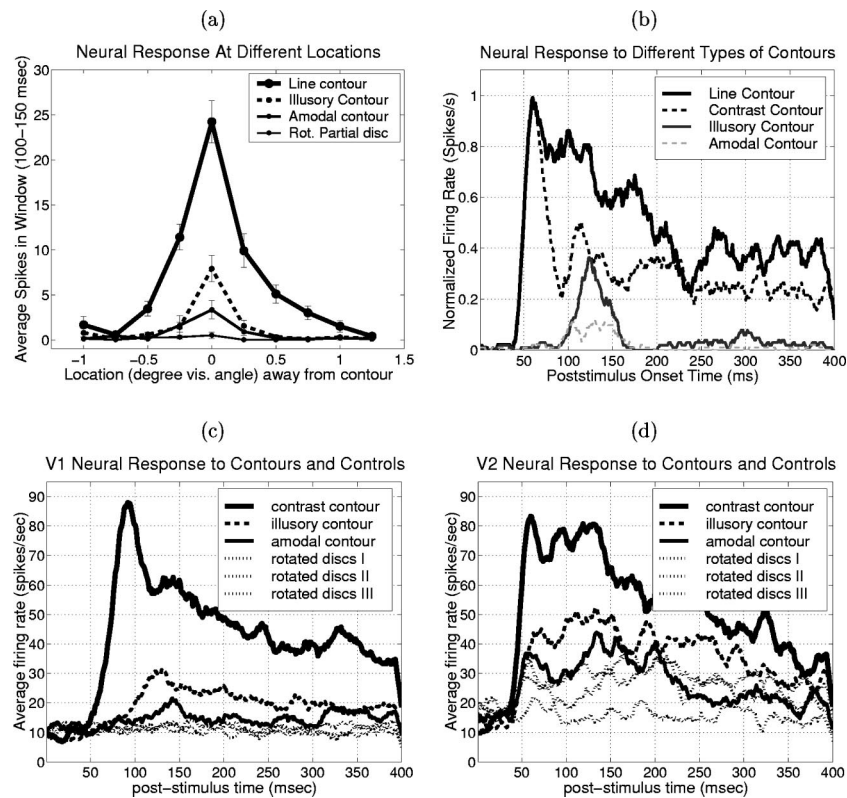 (a)
Neural Response At Different Locations
30
25
20
15
10
5
0
Average Spikes in Window (100–150 msec)
Line contour
Illusory Contour
Amodal contour
Rot. Partial disc
−1 −0.5 0 0.5 1 1.5
Location (degree vis. angle) away from contour
(b)
Neural Response to Different Types of Contours
1
0.8
0.6
0.4
0.2
0
Normalized Firing Rate (Spikes/s)
Line Contour
Contrast Contour
Illusory Contour
Amodal Contour
0 100 200 300 400
Poststimulus Onset Time (ms)
(c)
V1 Neural Response to Contours and Controls
90
80
70
60
50
40
30
20
10
0
Average firing rate (spikes/sec)
contrast contour
illusory contour
amodal contour
rotated discs I
rotated discs II
rotated discs III
50 100 150 200 250 300 350 400
post−stimulus time (msec)
(d)
V2 Neural Response to Contours and Controls
90
80
70
60
50
40
30
20
10
0
Average firing rate (spikes/sec)
contrast contour
illusory contour
amodal contour
rotated discs I
rotated discs II
rotated discs III
50 100 150 200 250 300 350 400
post−stimulus time (msec)